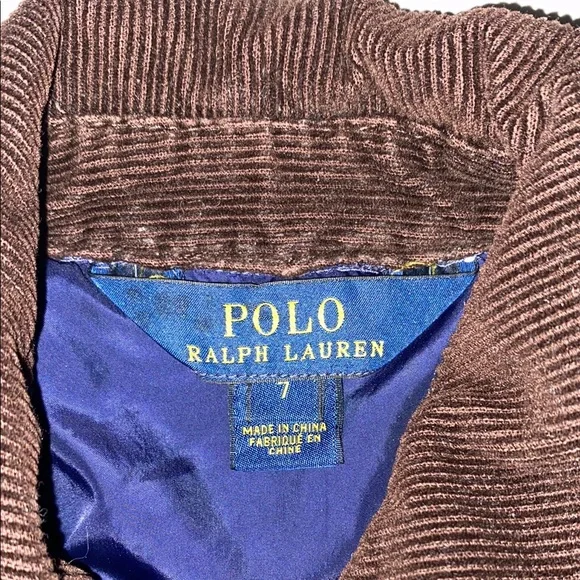 POLO
RALPH LAUREN
7
MADE IN CHINA
FABRIQUÉ EN
CHINE